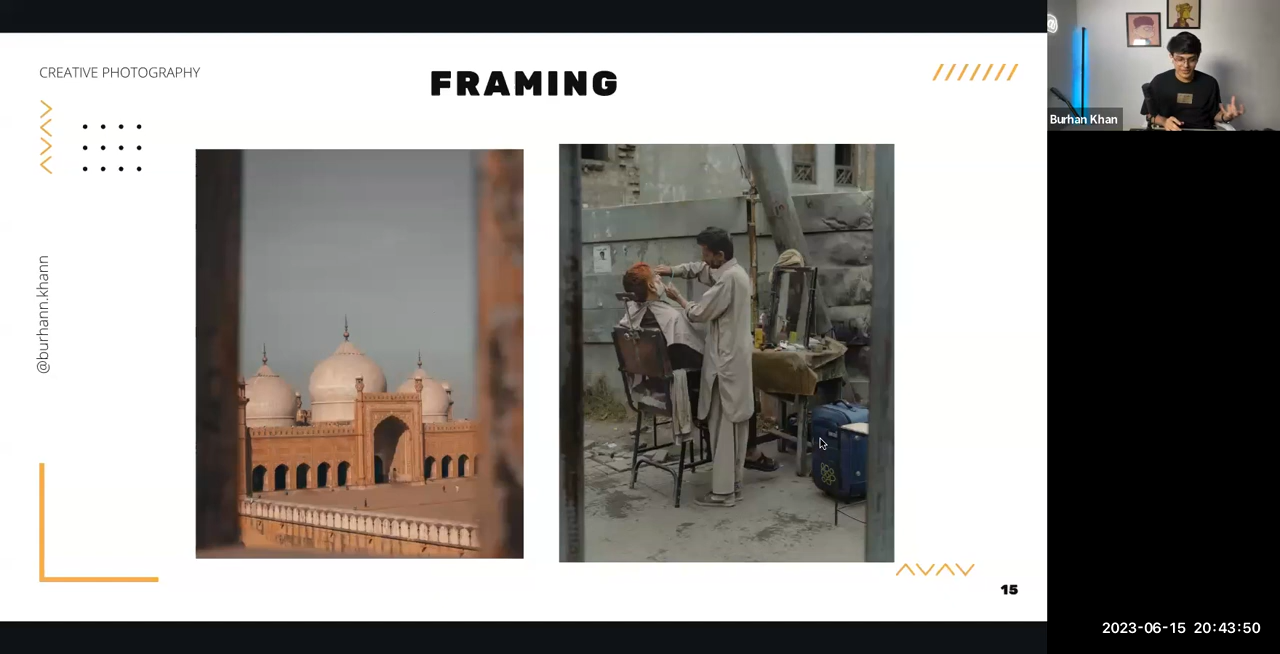 CREATIVE PHOTOGRAPHY
FRAMING
@burhann.khann
15
Burhan Khan
2023-06-15 20:43:50